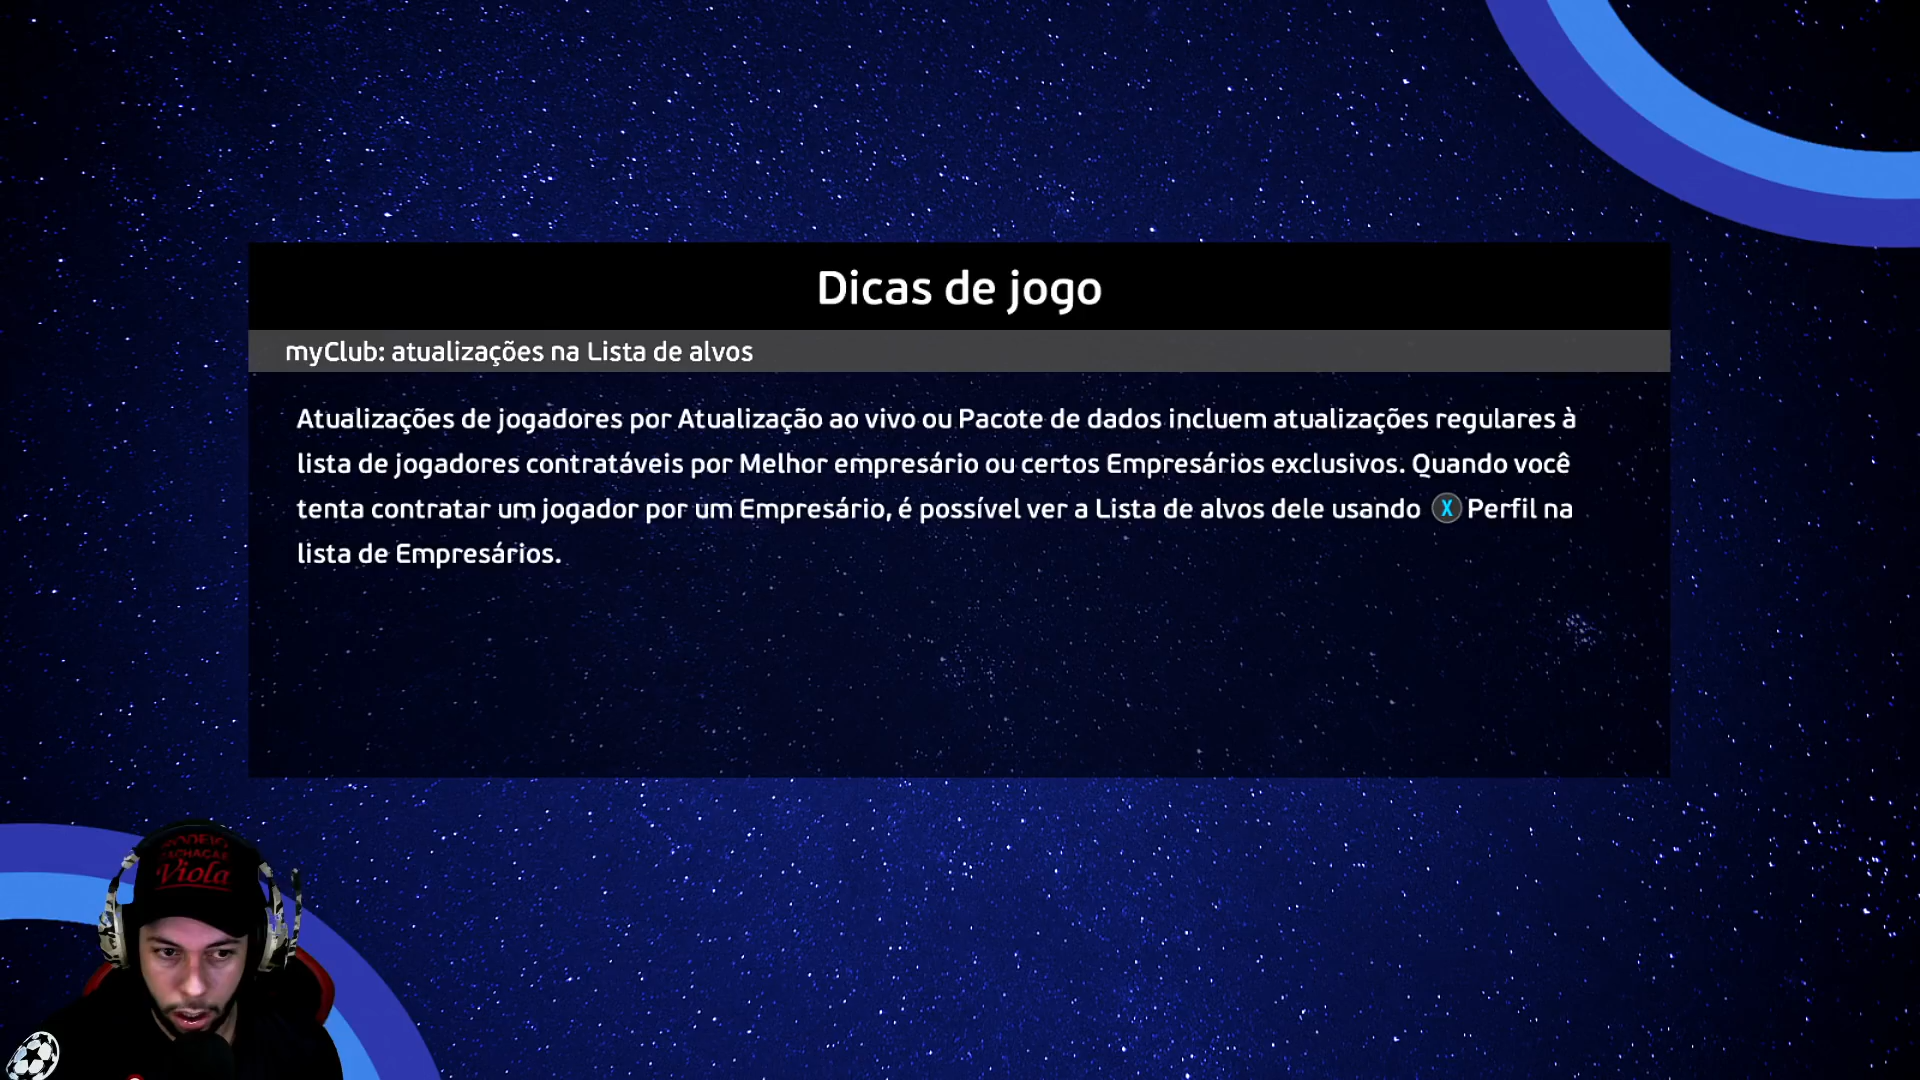 Dicas de jogo
myClub: atualizações na Lista de alvos
Atualizações de jogadores por Atualização ao vivo ou Pacote de dados incluem atualizações regulares à
lista de jogadores contratáveis por Melhor empresário ou certos Empresários exclusivos. Quando você
tenta contratar um jogador por um Empresário, é possível ver a Lista de alvos dele usando X Perfil na
lista de Empresários.
Viola